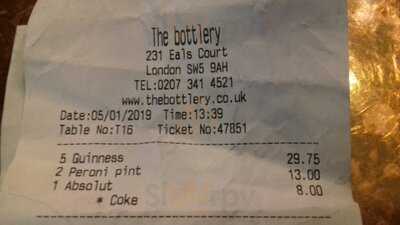 The bottlery
231 Eals Court
London SW5 9AH
TEL:0207 341 4521
www.thebottlery.co.uk
Date:05/01/2019 Time:13:39
Table No:T16 Ticket No:47851
5 Guinness 29.75
2 Peroni pint 13.00
1 Absolut 8.00
* Coke